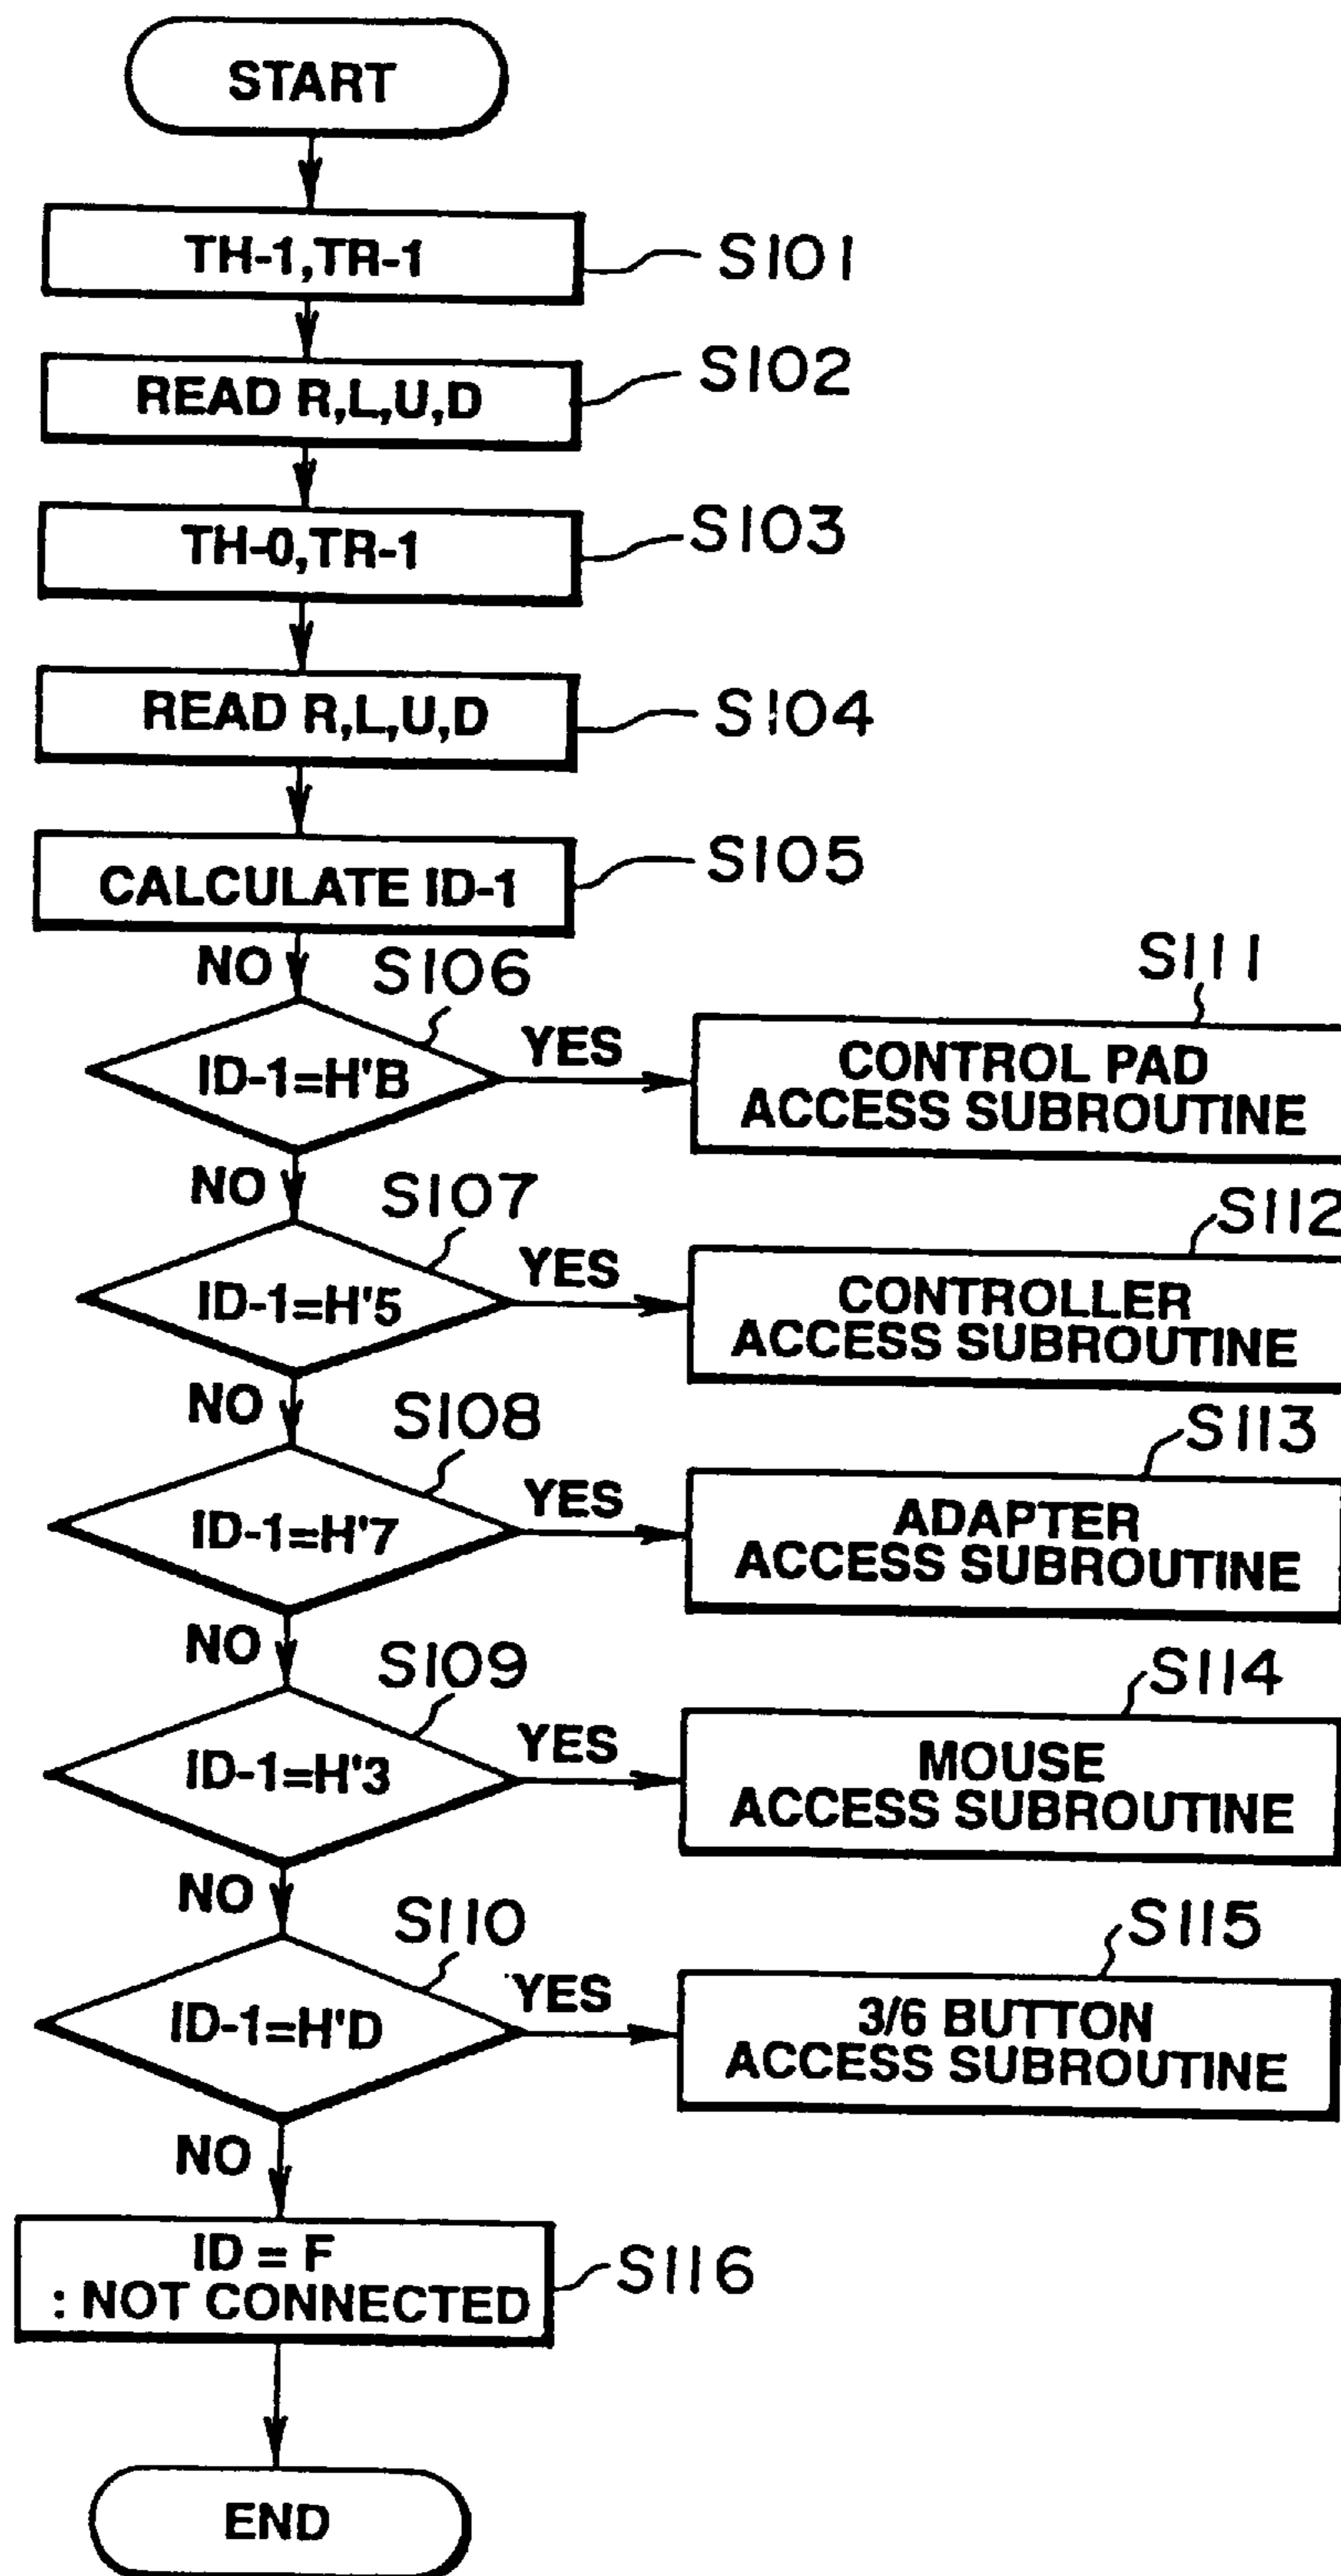 START
TH-1,TR-1
S101
READ R,L,U,D
S102
TH-0,TR-1
S103
READ R,L,U,D
S104
CALCULATE ID-1
S105
NO
S106
S111
ID-1=H'B
YES
CONTROL PAD
ACCESS SUBROUTINE
NO
S107
S112
ID-1=H'5
YES
CONTROLLER
ACCESS SUBROUTINE
NO
S108
S113
ID-1=H'7
YES
ADAPTER
ACCESS SUBROUTINE
NO
S109
S114
ID-1=H'3
YES
MOUSE
ACCESS SUBROUTINE
NO
S110
S115
ID-1=H'D
YES
3/6 BUTTON
ACCESS SUBROUTINE
NO
ID = F
: NOT CONNECTED
S116
END